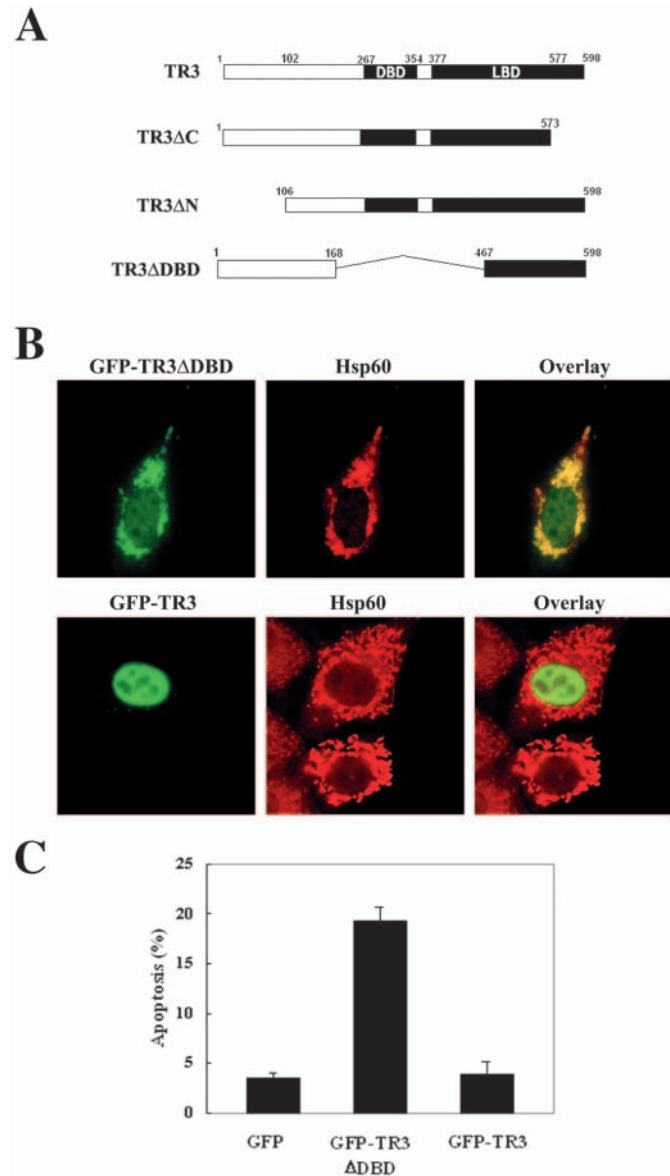 A
1 102 267 354 377 577 598
TR3 DBD LBD
1 573
TR3ΔC
106 598
TR3ΔN
1 168 467 598
TR3ΔDBD
B
GFP-TR3ΔDBD Hsp60 Overlay
GFP-TR3 Hsp60 Overlay
C
25
20
15
10
5
0
Apoptosis (%)
GFP GFP-TR3 GFP-TR3
ΔDBD